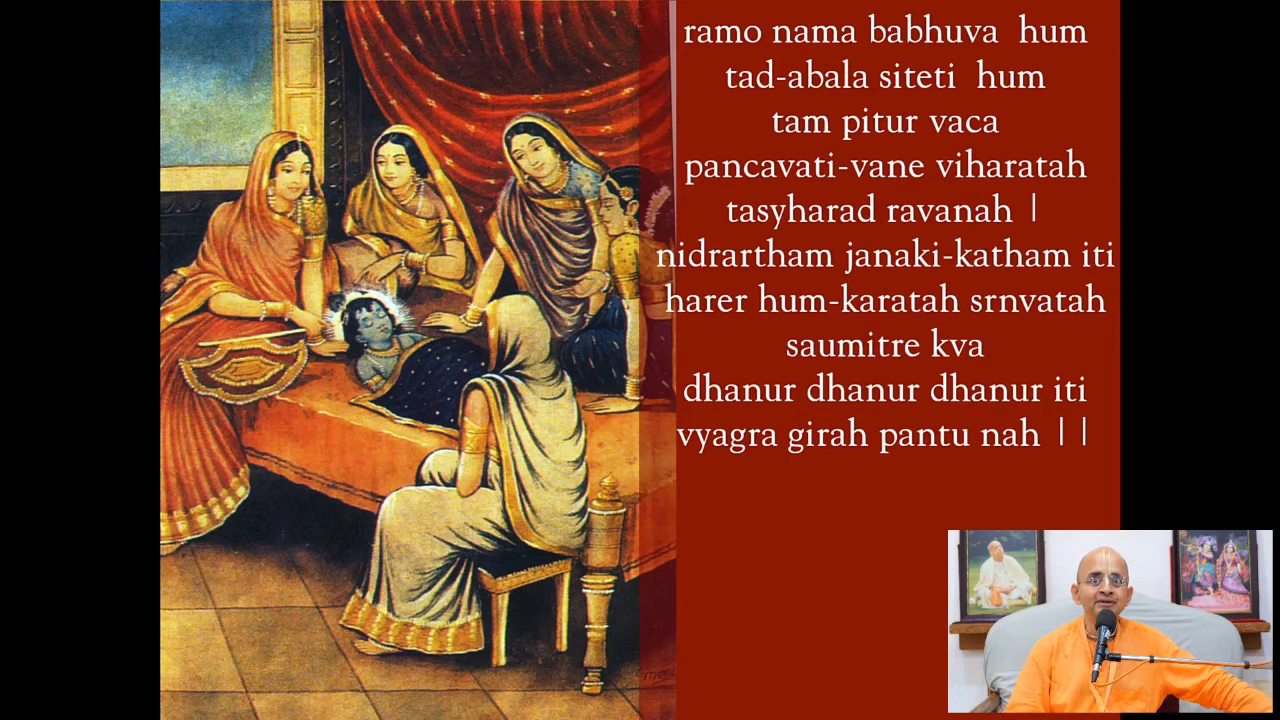 ramo nama babhuva hum
tad-abala siteti hum
tam pitur vaca
pancavati-vane viharatah
tasyharad ravanah |
nidrartham janaki-katham iti
harer hum-karatah srnvatah
saumitre kva
dhanur dhanur dhanur iti
vyagra girah pantu nah ||